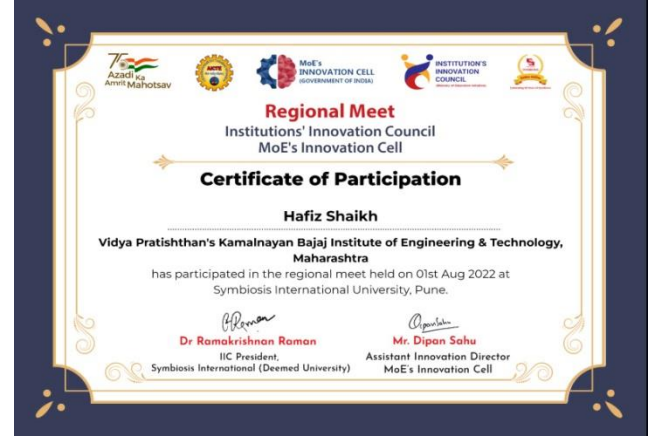 75
Azadi Ka
Amrit Mahotsav
AICTE
MoE's
INNOVATION CELL
(GOVERNMENT OF INDIA)
INSTITUTION'S
INNOVATION
COUNCIL
Regional Meet
Institutions' Innovation Council
MoE's Innovation Cell
Certificate of Participation
Hafiz Shaikh
Vidya Pratishthan's Kamalnayan Bajaj Institute of Engineering & Technology,
Maharashtra
has participated in the regional meet held on 01st Aug 2022 at
Symbiosis International University, Pune.
Dr Ramakrishnan Raman
Mr. Dipan Sahu
IIC President,
Assistant Innovation Director
Symbiosis International (Deemed University)
MoE's Innovation Cell